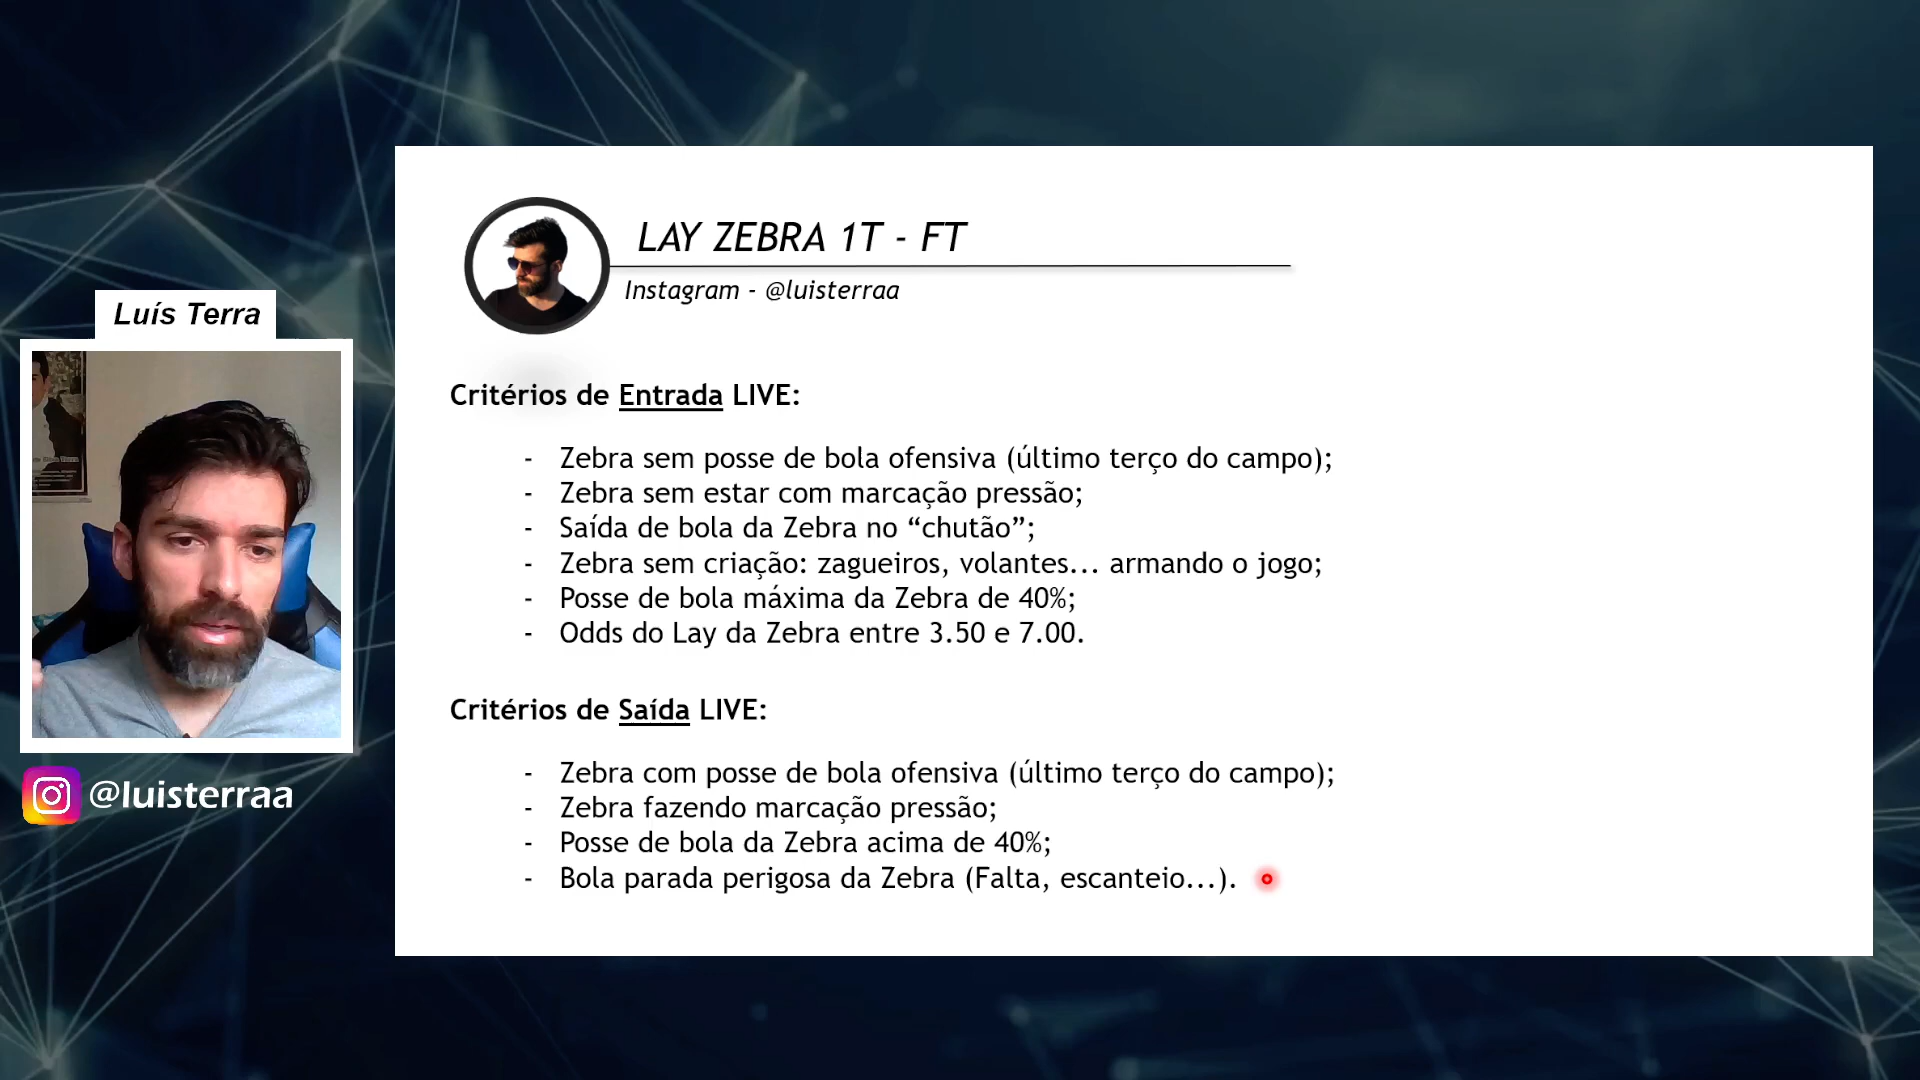 LAY ZEBRA 1T - FT
Instagram - @luisterraa
Luís Terra
@luisterraa
Critérios de Entrada LIVE:
- Zebra sem posse de bola ofensiva (último terço do campo);
- Zebra sem estar com marcação pressão;
- Saída de bola da Zebra no “chutão”;
- Zebra sem criação: zagueiros, volantes... armando o jogo;
- Posse de bola máxima da Zebra de 40%;
- Odds do Lay da Zebra entre 3.50 e 7.00.
Critérios de Saída LIVE:
- Zebra com posse de bola ofensiva (último terço do campo);
- Zebra fazendo marcação pressão;
- Posse de bola da Zebra acima de 40%;
- Bola parada perigosa da Zebra (Falta, escanteio...).